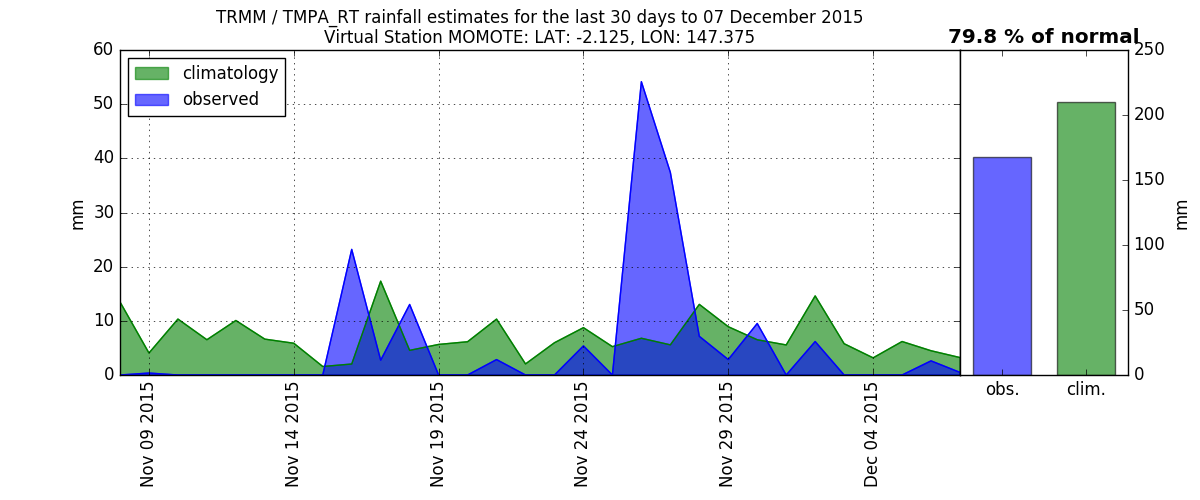 TRMM / TMPA_RT rainfall estimates for the last 30 days to 07 December 2015
Virtual Station MOMOTE: LAT: -2.125, LON: 147.375
79.8 % of normal
climatology
observed
60
50
40
30
20
10
0
mm
Nov 09 2015
Nov 14 2015
Nov 19 2015
Nov 24 2015
Nov 29 2015
Dec 04 2015
250
200
150
100
50
0
mm
obs.
clim.